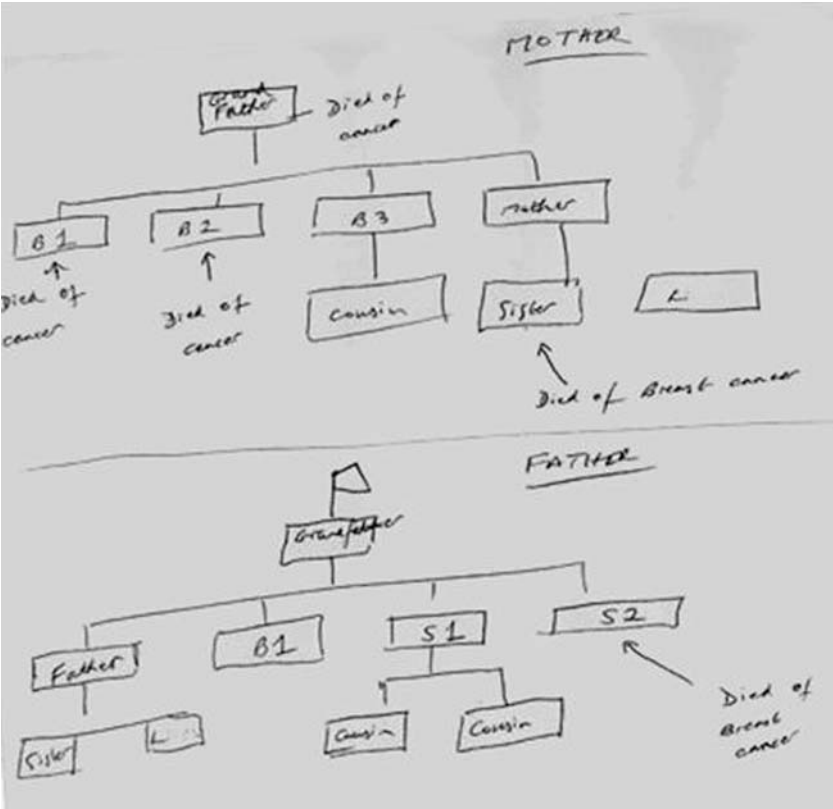 MOTHER
Grand
Father
Died of
cancer
B1
B2
B3
Mother
Died of
cancer
Died of
cancer
Cousin
Sister
L
Died of Breast cancer
FATHER
Grandfather
Father
B1
S1
S2
Sister
L
Cousin
Cousin
Died of
Breast
cancer